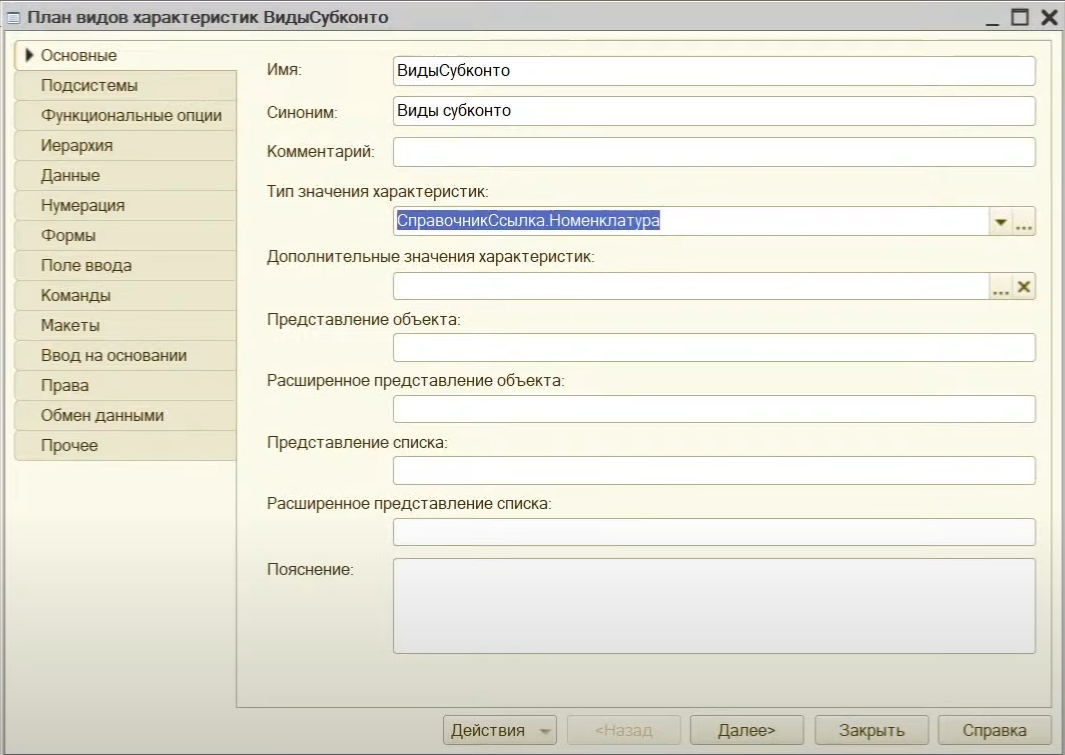 План видов характеристик ВидыСубконто
Основные
Подсистемы
Функциональные опции
Иерархия
Данные
Нумерация
Формы
Поле ввода
Команды
Макеты
Ввод на основании
Права
Обмен данными
Прочее
Имя: ВидыСубконто
Синоним: Виды субконто
Комментарий:
Тип значения характеристик:
СправочникСсылка.Номенклатура
...
Дополнительные значения характеристик:
...
Представление объекта:
Расширенное представление объекта:
Представление списка:
Расширенное представление списка:
Пояснение:
Действия <Назад Далее> Закрыть Справка